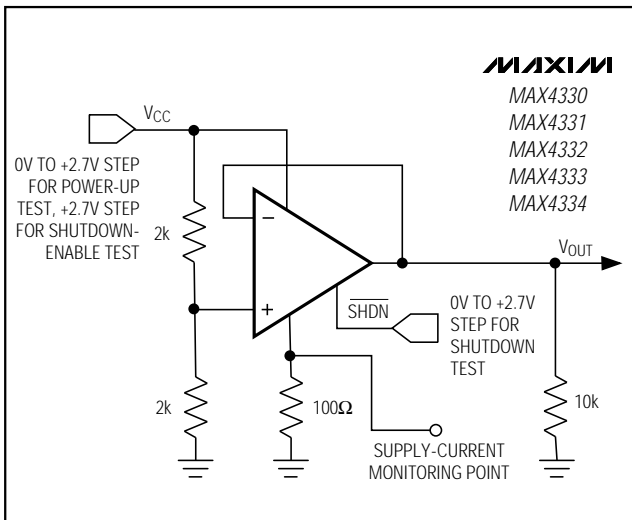 MAXIM
MAX4330
MAX4331
MAX4332
MAX4333
MAX4334
VCC
0V TO +2.7V STEP
FOR POWER-UP
TEST, +2.7V STEP
FOR SHUTDOWN-
ENABLE TEST
2k
−
+
VOUT
SHDN
0V TO +2.7V
STEP FOR
SHUTDOWN
TEST
2k
100Ω
10k
SUPPLY-CURRENT
MONITORING POINT